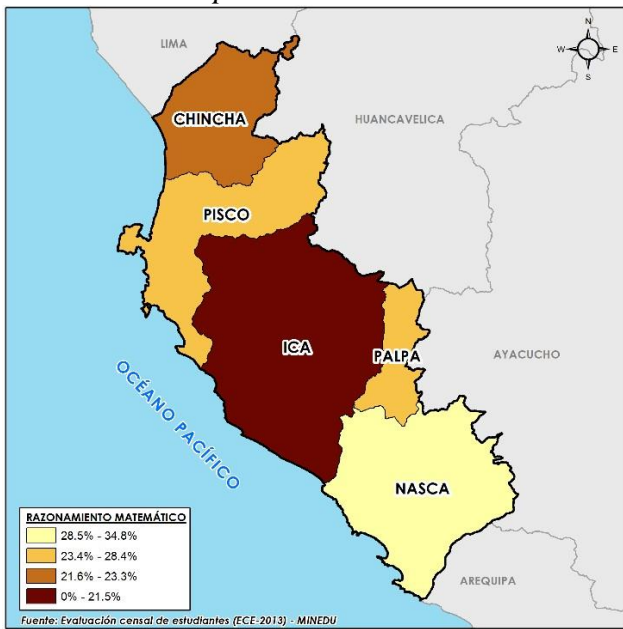 LIMA
N
W
E
S
CHINCHA
HUANCAVELICA
PISCO
ICA
PALPA
AYACUCHO
OCÉANO PACÍFICO
NASCA
RAZONAMIENTO MATEMÁTICO
28.5% - 34.8%
23.4% - 28.4%
21.6% - 23.3%
0% - 21.5%
AREQUIPA
Fuente: Evaluación censal de estudiantes (ECE-2013) - MINEDU